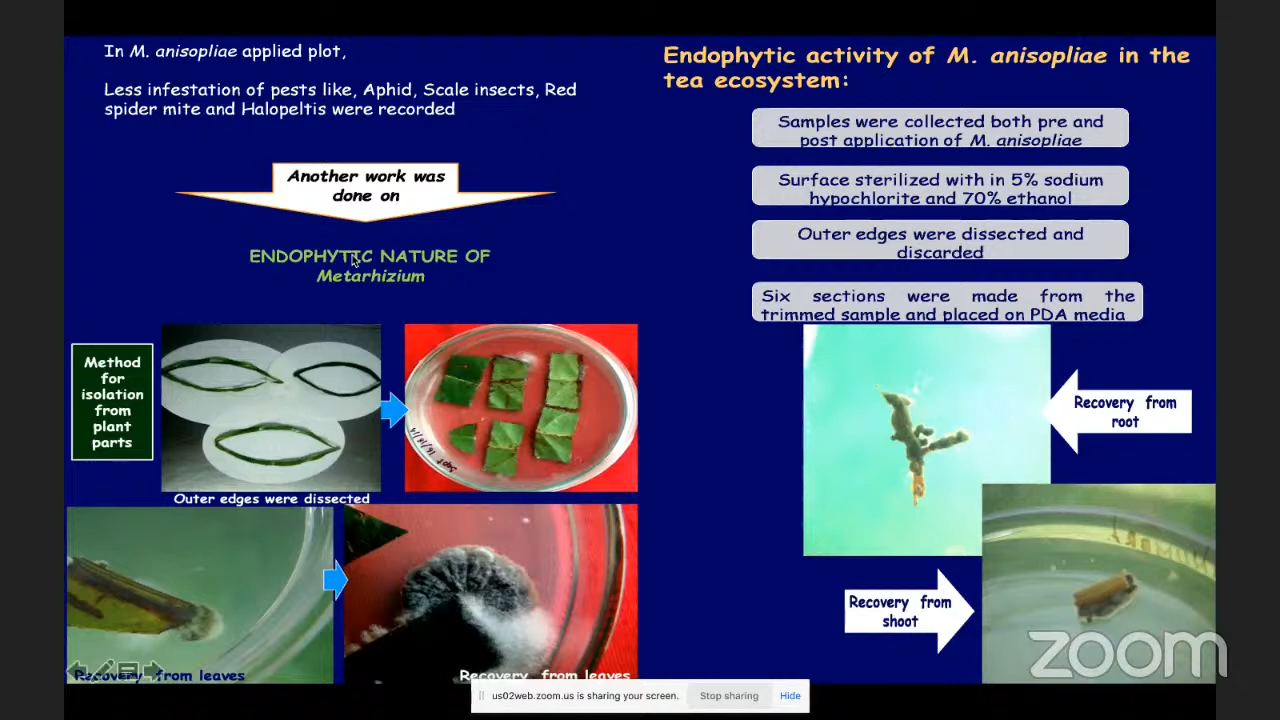 In M. anisopliae applied plot,
Less infestation of pests like, Aphid, Scale insects, Red
spider mite and Halopeltis were recorded
Another work was
done on
ENDOPHYTIC NATURE OF
Metarhizium
Method
for
isolation
from
plant
parts
Outer edges were dissected
Recovery from leaves
Recovery from leaves
Endophytic activity of M. anisopliae in the
tea ecosystem:
Samples were collected both pre and
post application of M. anisopliae
Surface sterilized with in 5% sodium
hypochlorite and 70% ethanol
Outer edges were dissected and
discarded
Six sections were made from the
trimmed sample and placed on PDA media
Recovery from
root
Recovery from
shoot
zoom
us02web.zoom.us is sharing your screen.
Stop sharing
Hide